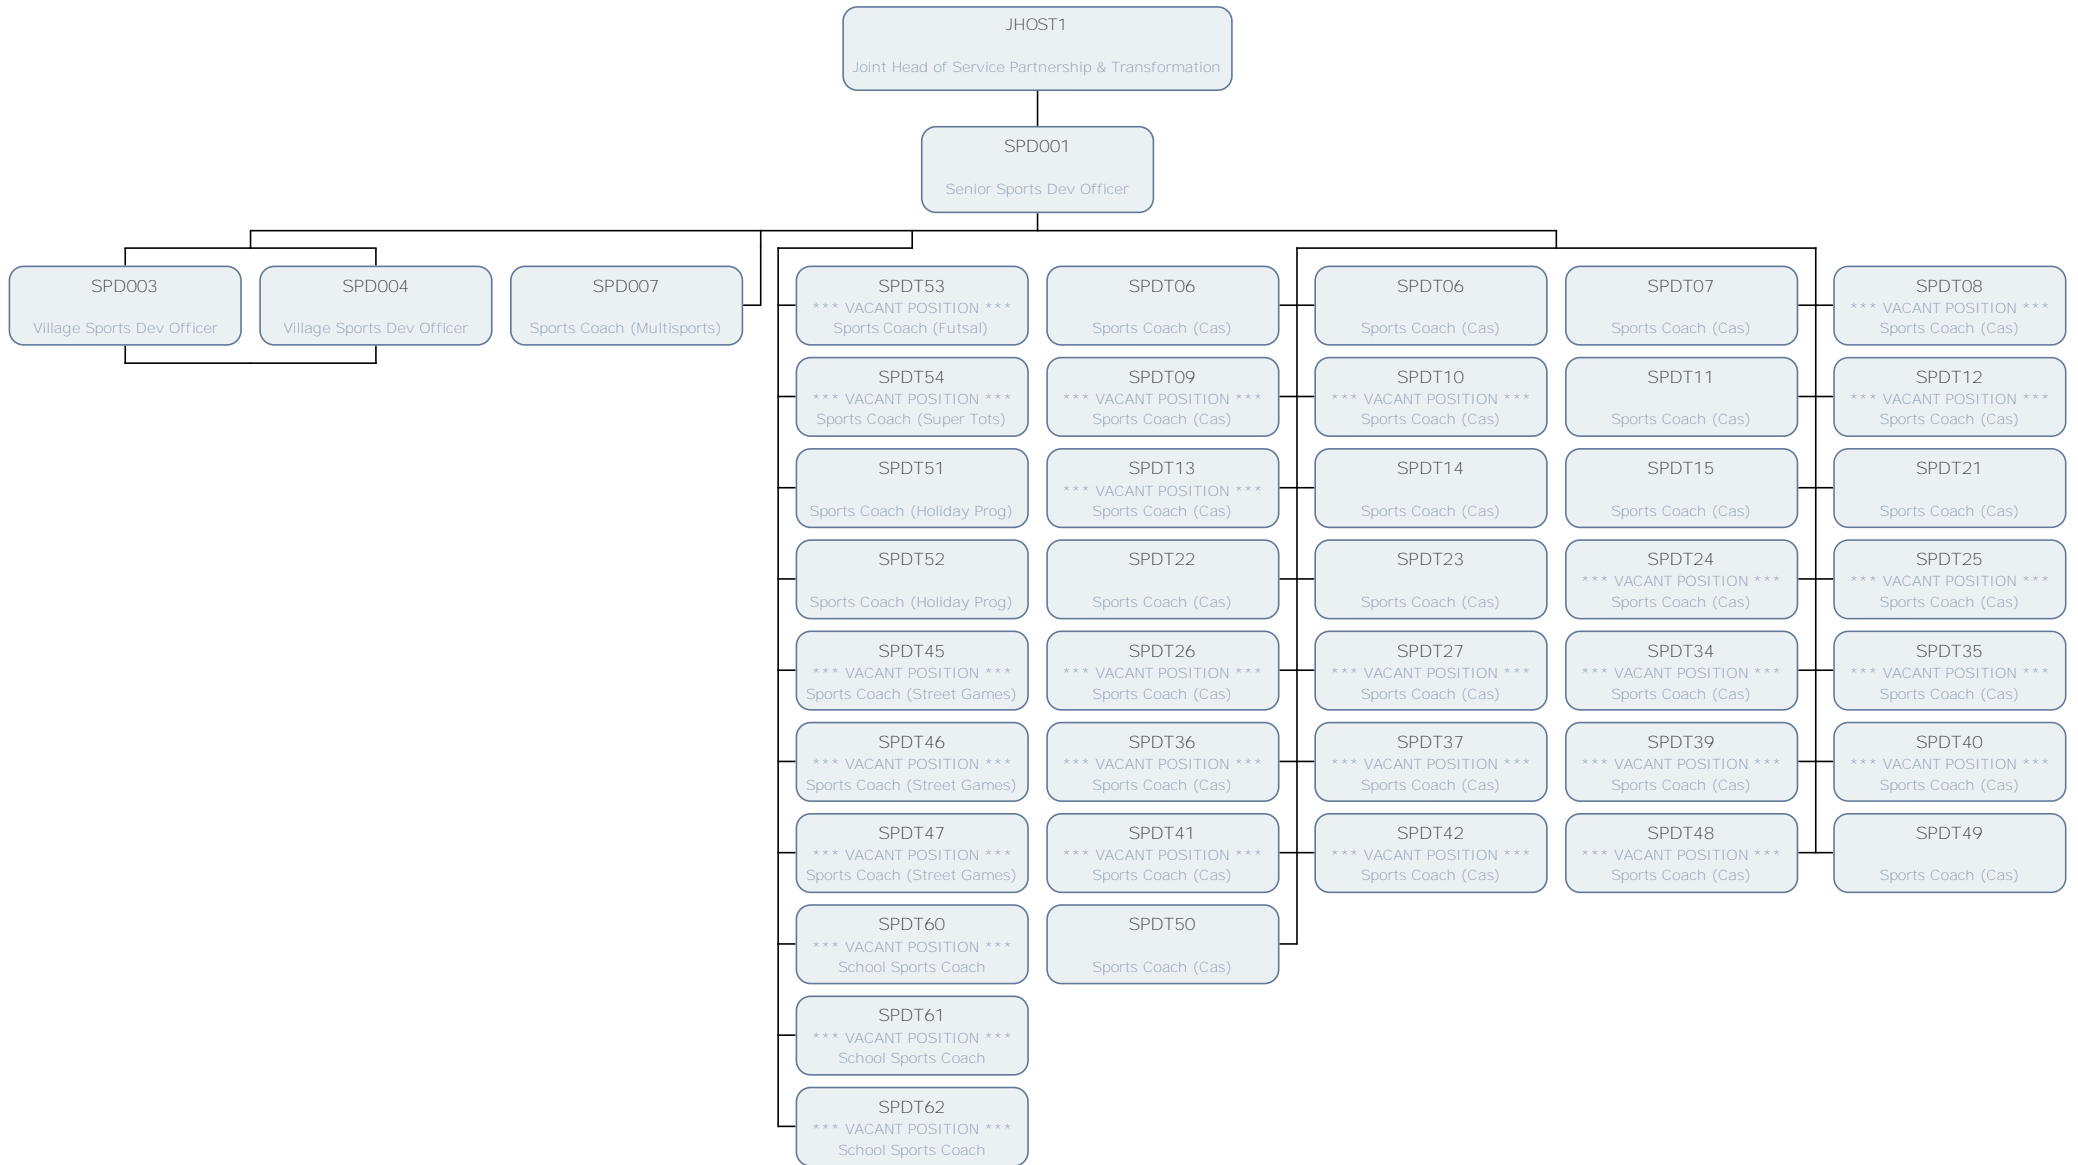 JHOST1
Joint Head of Service Partnership & Transformation
SPD001
Senior Sports Dev Officer
SPD003
Village Sports Dev Officer
SPD004
Village Sports Dev Officer
SPD007
Sports Coach (Multisports)
SPDT53
*** VACANT POSITION ***
Sports Coach (Futsal)
SPDT06
Sports Coach (Cas)
SPDT06
Sports Coach (Cas)
SPDT07
Sports Coach (Cas)
SPDT08
*** VACANT POSITION ***
Sports Coach (Cas)
SPDT54
*** VACANT POSITION ***
Sports Coach (Super Tots)
SPDT09
*** VACANT POSITION ***
Sports Coach (Cas)
SPDT10
*** VACANT POSITION ***
Sports Coach (Cas)
SPDT11
Sports Coach (Cas)
SPDT12
*** VACANT POSITION ***
Sports Coach (Cas)
SPDT51
Sports Coach (Holiday Prog)
SPDT13
*** VACANT POSITION ***
Sports Coach (Cas)
SPDT14
Sports Coach (Cas)
SPDT15
Sports Coach (Cas)
SPDT21
Sports Coach (Cas)
SPDT52
Sports Coach (Holiday Prog)
SPDT22
Sports Coach (Cas)
SPDT23
Sports Coach (Cas)
SPDT24
*** VACANT POSITION ***
Sports Coach (Cas)
SPDT25
*** VACANT POSITION ***
Sports Coach (Cas)
SPDT45
*** VACANT POSITION ***
Sports Coach (Street Games)
SPDT26
*** VACANT POSITION ***
Sports Coach (Cas)
SPDT27
*** VACANT POSITION ***
Sports Coach (Cas)
SPDT34
*** VACANT POSITION ***
Sports Coach (Cas)
SPDT35
*** VACANT POSITION ***
Sports Coach (Cas)
SPDT46
*** VACANT POSITION ***
Sports Coach (Street Games)
SPDT36
*** VACANT POSITION ***
Sports Coach (Cas)
SPDT37
*** VACANT POSITION ***
Sports Coach (Cas)
SPDT39
*** VACANT POSITION ***
Sports Coach (Cas)
SPDT40
*** VACANT POSITION ***
Sports Coach (Cas)
SPDT47
*** VACANT POSITION ***
Sports Coach (Street Games)
SPDT41
*** VACANT POSITION ***
Sports Coach (Cas)
SPDT42
*** VACANT POSITION ***
Sports Coach (Cas)
SPDT48
*** VACANT POSITION ***
Sports Coach (Cas)
SPDT49
Sports Coach (Cas)
SPDT60
*** VACANT POSITION ***
School Sports Coach
SPDT50
Sports Coach (Cas)
SPDT61
*** VACANT POSITION ***
School Sports Coach
SPDT62
*** VACANT POSITION ***
School Sports Coach